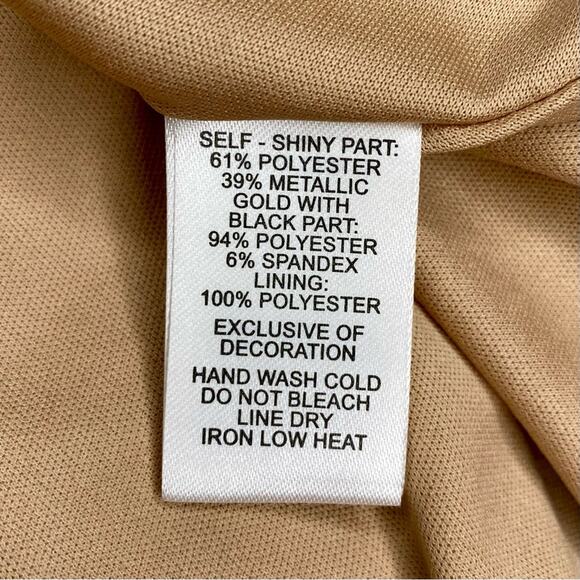 SELF - SHINY PART:
61% POLYESTER
39% METALLIC
GOLD WITH
BLACK PART:
94% POLYESTER
6% SPANDEX
LINING:
100% POLYESTER
EXCLUSIVE OF
DECORATION
HAND WASH COLD
DO NOT BLEACH
LINE DRY
IRON LOW HEAT